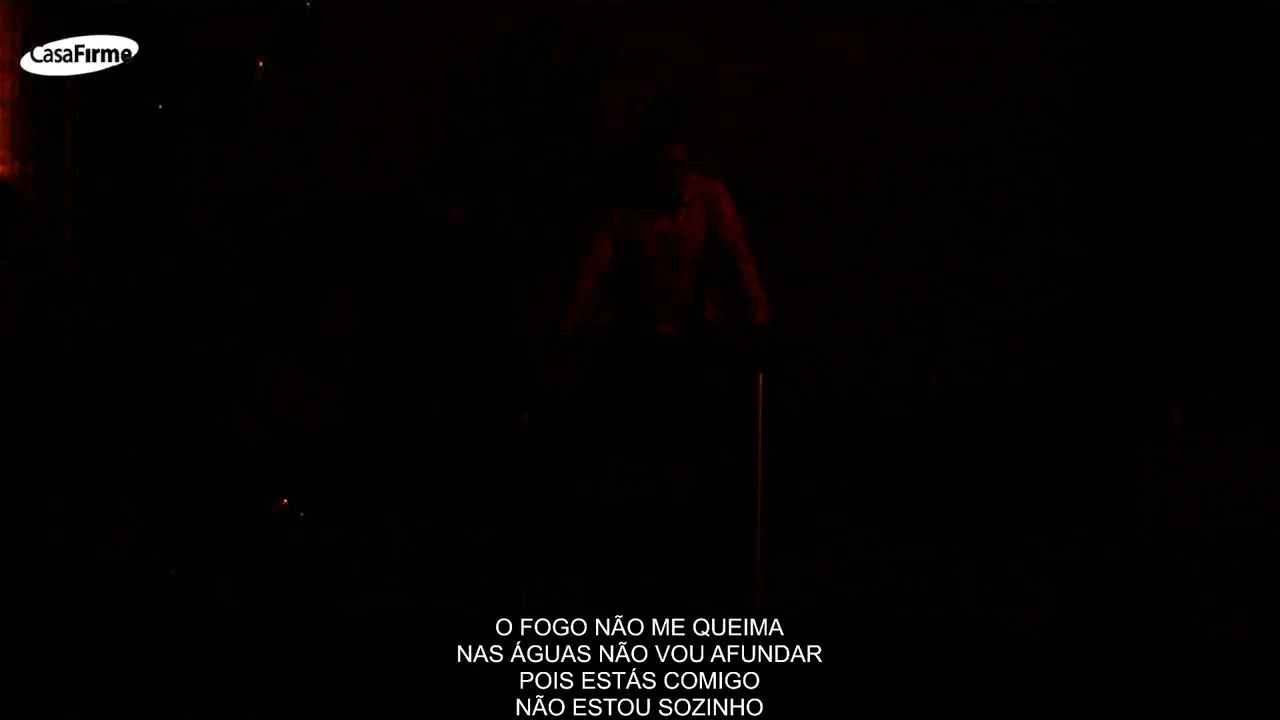 CasaFirme
O FOGO NÃO ME QUEIMA
NAS ÁGUAS NÃO VOU AFUNDAR
POIS ESTÁS COMIGO
NÃO ESTOU SOZINHO